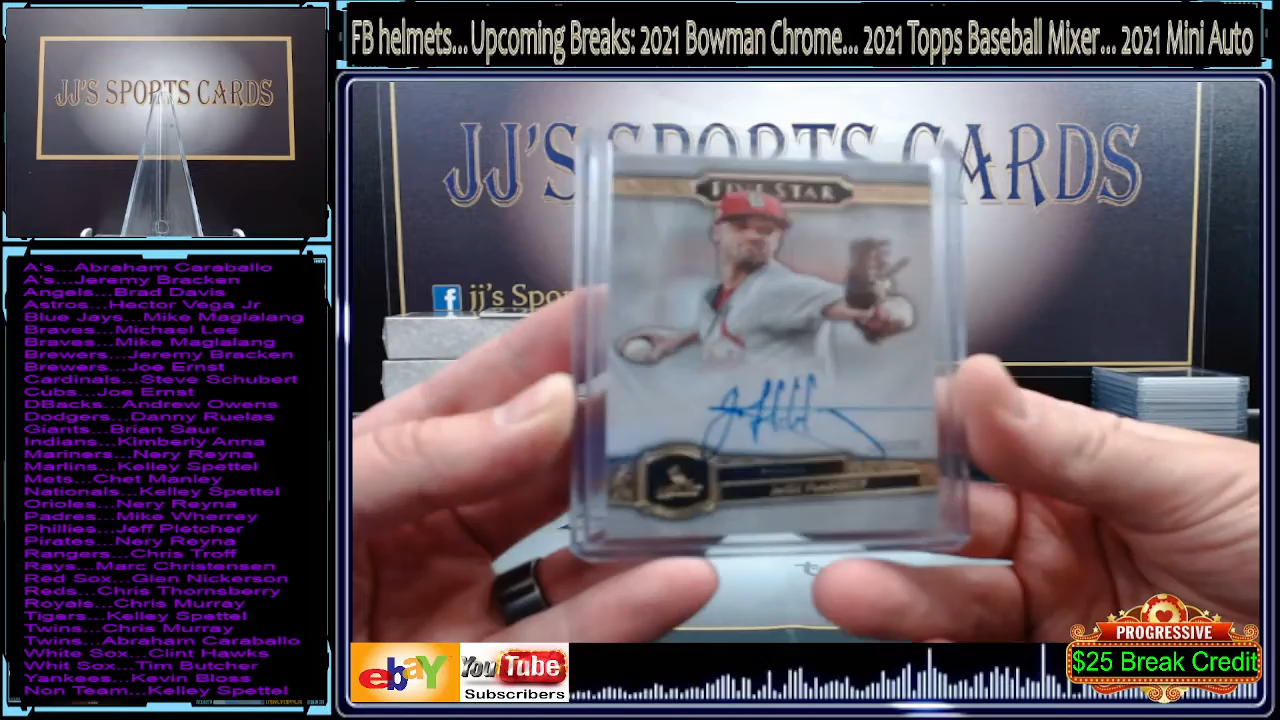 FB helmets... Upcoming Breaks: 2021 Bowman Chrome... 2021 Topps Baseball Mixer... 2021 Mini Auto
JJ'S SPORTS CARDS
JJ'S SPORTS CARDS
FIVE STAR
jj's Spo
A's...Abraham Caraballo
A's...Jeremy Bracken
Angels...Brad Davis
Astros...Hector Vega Jr
Blue Jays...Mike Maglalang
Braves...Michael Lee
Braves...Mike Maglalang
Brewers...Jeremy Bracken
Brewers...Joe Ernst
Cardinals...Steve Schubert
Cubs...Joe Ernst
DBacks...Andrew Owens
Dodgers...Danny Ruelas
Giants...Brian Saur
Indians...Kimberly Anna
Mariners...Nery Reyna
Marlins...Kelley Spettel
Mets...Chet Manley
Nationals...Kelley Spettel
Orioles...Nery Reyna
Padres...Mike Wherrey
Phillies...Jeff Pletcher
Pirates...Nery Reyna
Rangers...Chris Troff
Rays...Marc Christensen
Red Sox...Glen Nickerson
Reds...Chris Thornsberry
Royals...Chris Murray
Tigers...Kelley Spettel
Twins...Chris Murray
Twins...Abraham Caraballo
White Sox...Clint Hawks
Whit Sox...Tim Butcher
Yankees...Kevin Bloss
Non Team...Kelley Spettel
ebaY
YouTube
Subscribers
PROGRESSIVE
$25 Break Credit